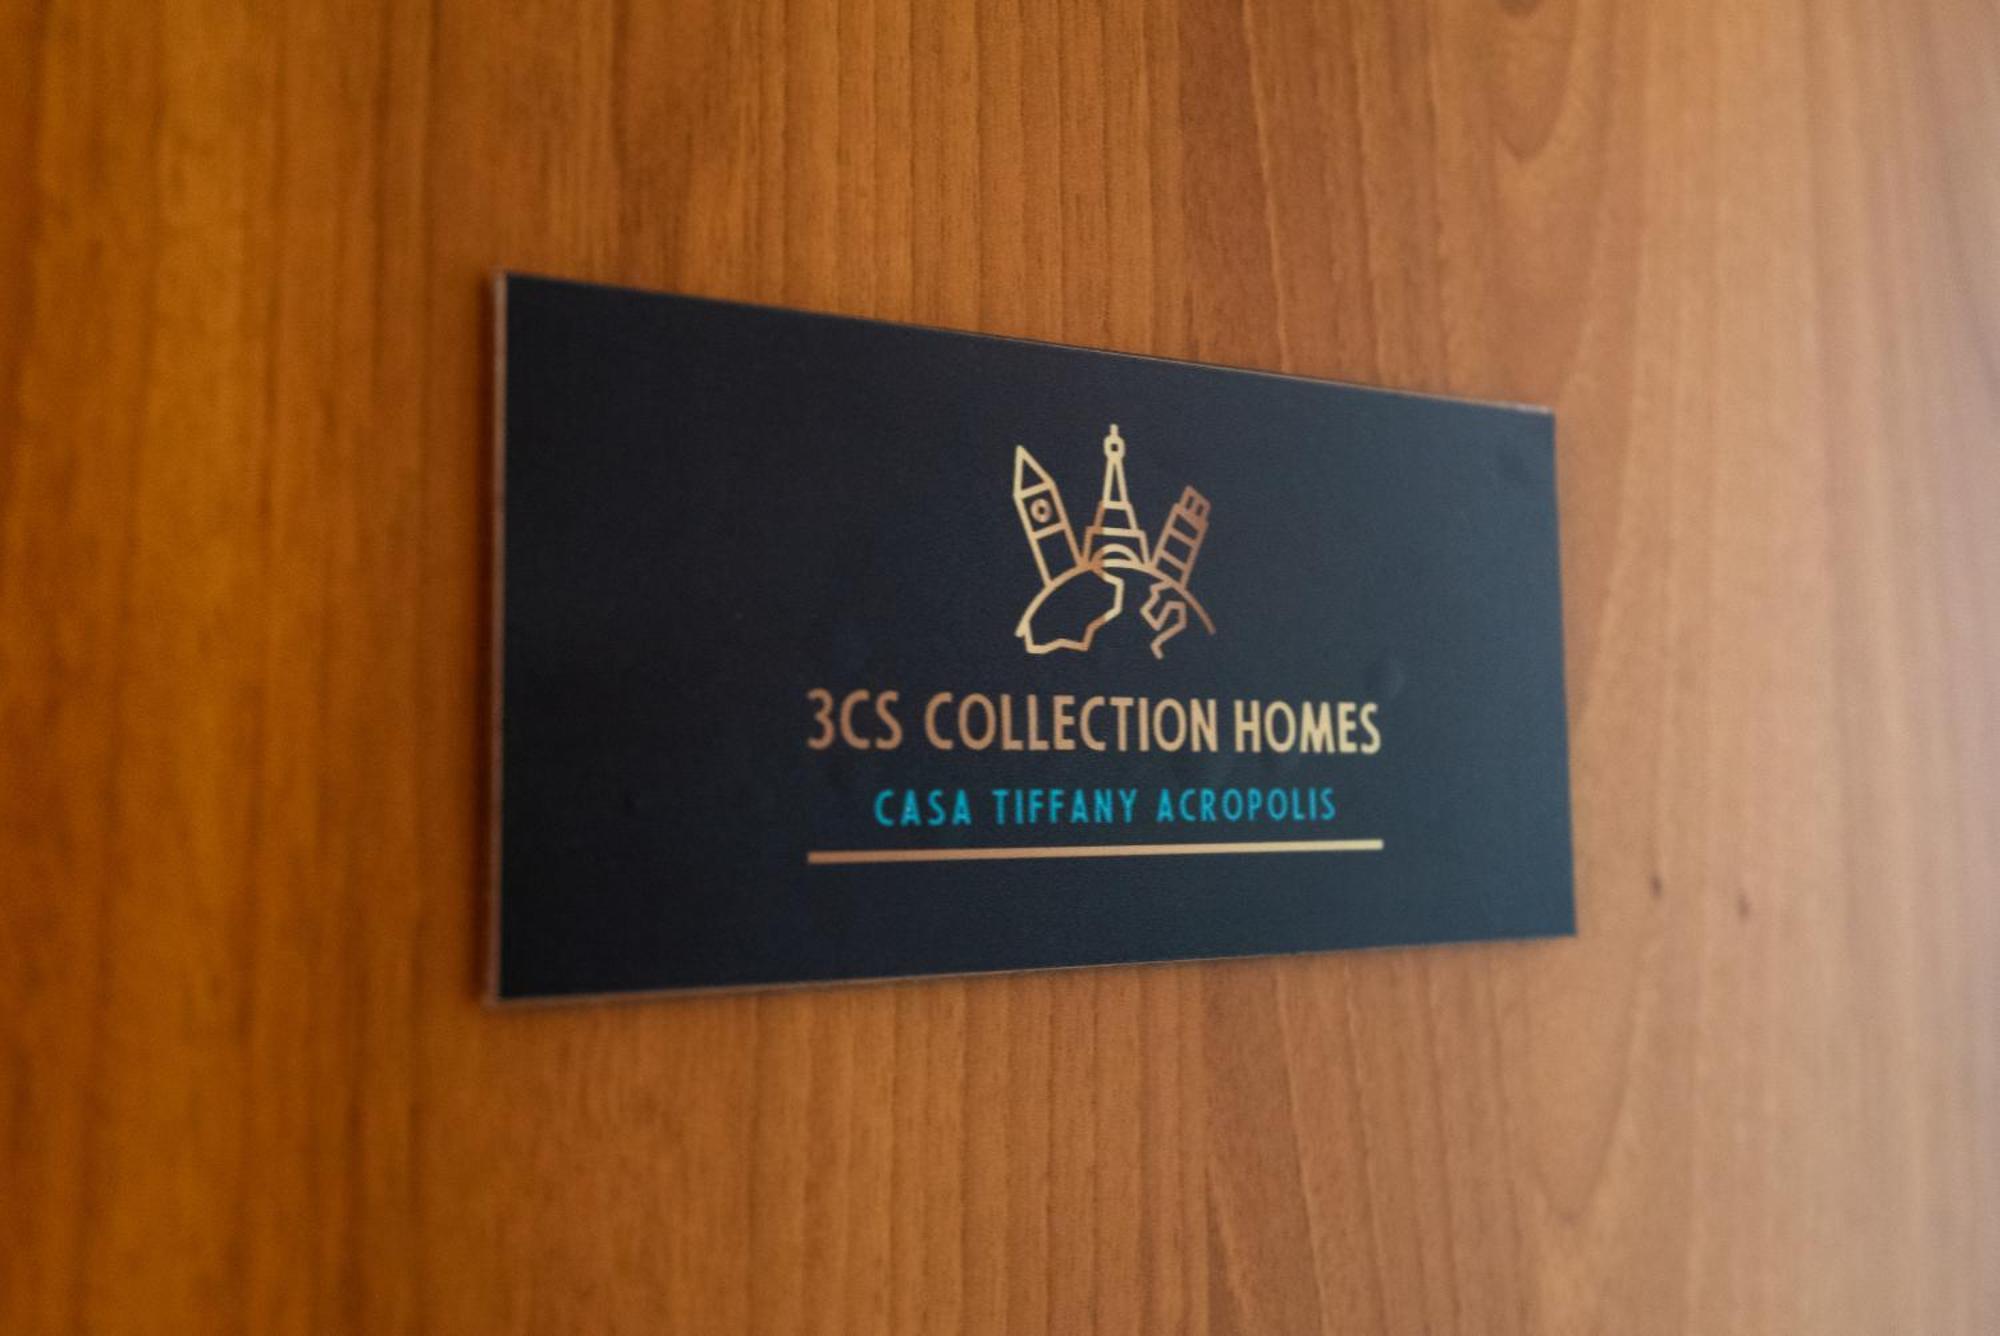 3CS COLLECTION HOMES
CASA TIFFANY ACROPOLIS